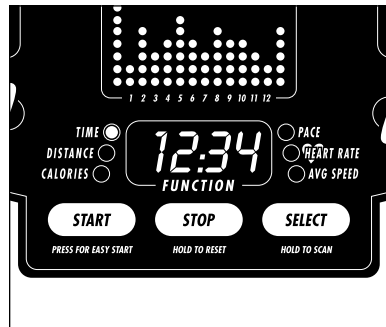 1 2 3 4 5 6 7 8 9 10 11 12
TIME 12:34 PACE
DISTANCE HEART RATE
CALORIES AVG SPEED
FUNCTION
START STOP SELECT
PRESS FOR EASY START HOLD TO RESET HOLD TO SCAN